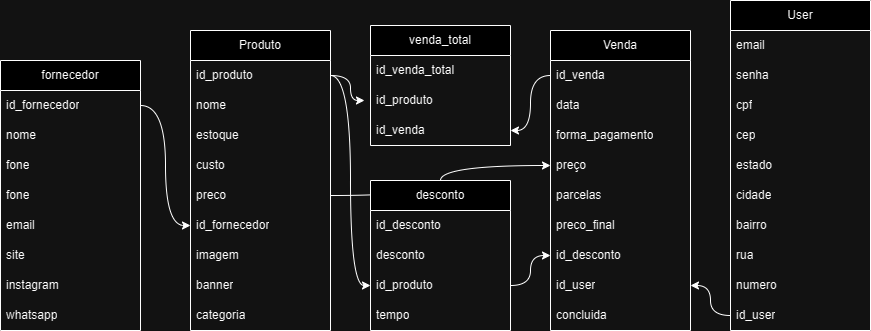 fornecedor
id_fornecedor
nome
fone
fone
email
site
instagram
whatsapp
Produto
id_produto
nome
estoque
custo
preco
id_fornecedor
imagem
banner
categoria
venda_total
id_venda_total
id_produto
id_venda
desconto
id_desconto
desconto
id_produto
tempo
Venda
id_venda
data
forma_pagamento
preço
parcelas
preco_final
id_desconto
id_user
concluida
User
email
senha
cpf
cep
estado
cidade
bairro
rua
numero
id_user